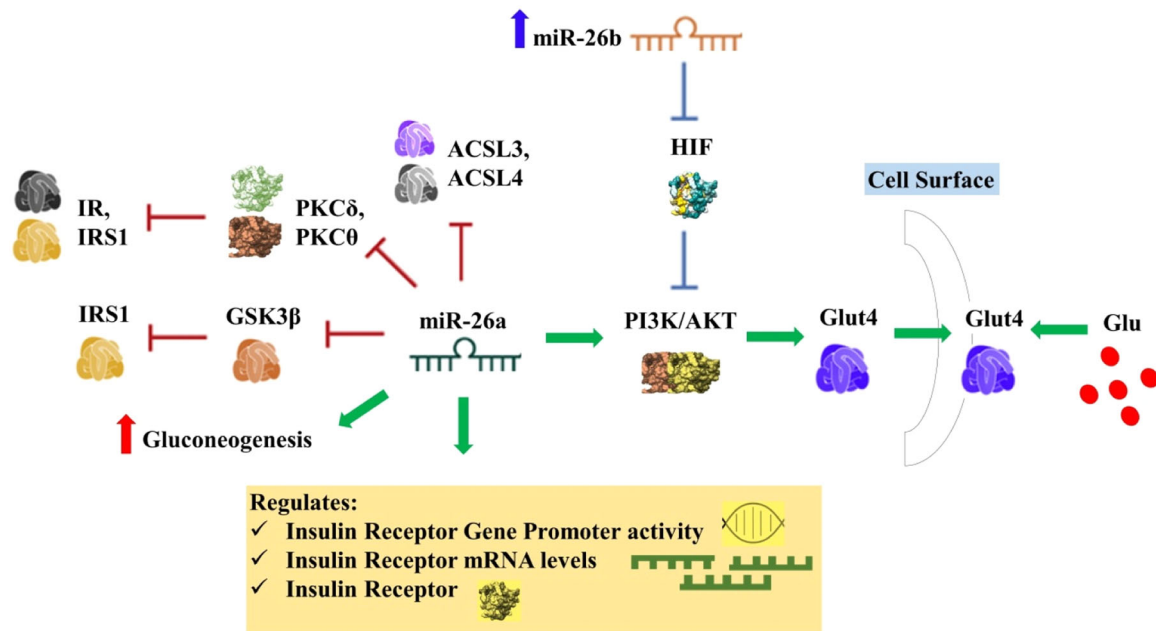 miR-26b
ACSL3,
ACSL4
HIF
Cell Surface
IR,
IRS1
PKCδ,
PKCθ
IRS1
GSK3β
miR-26a
PI3K/AKT
Glut4
Glut4
Glu
Gluconeogenesis
Regulates:
✓ Insulin Receptor Gene Promoter activity
✓ Insulin Receptor mRNA levels
✓ Insulin Receptor